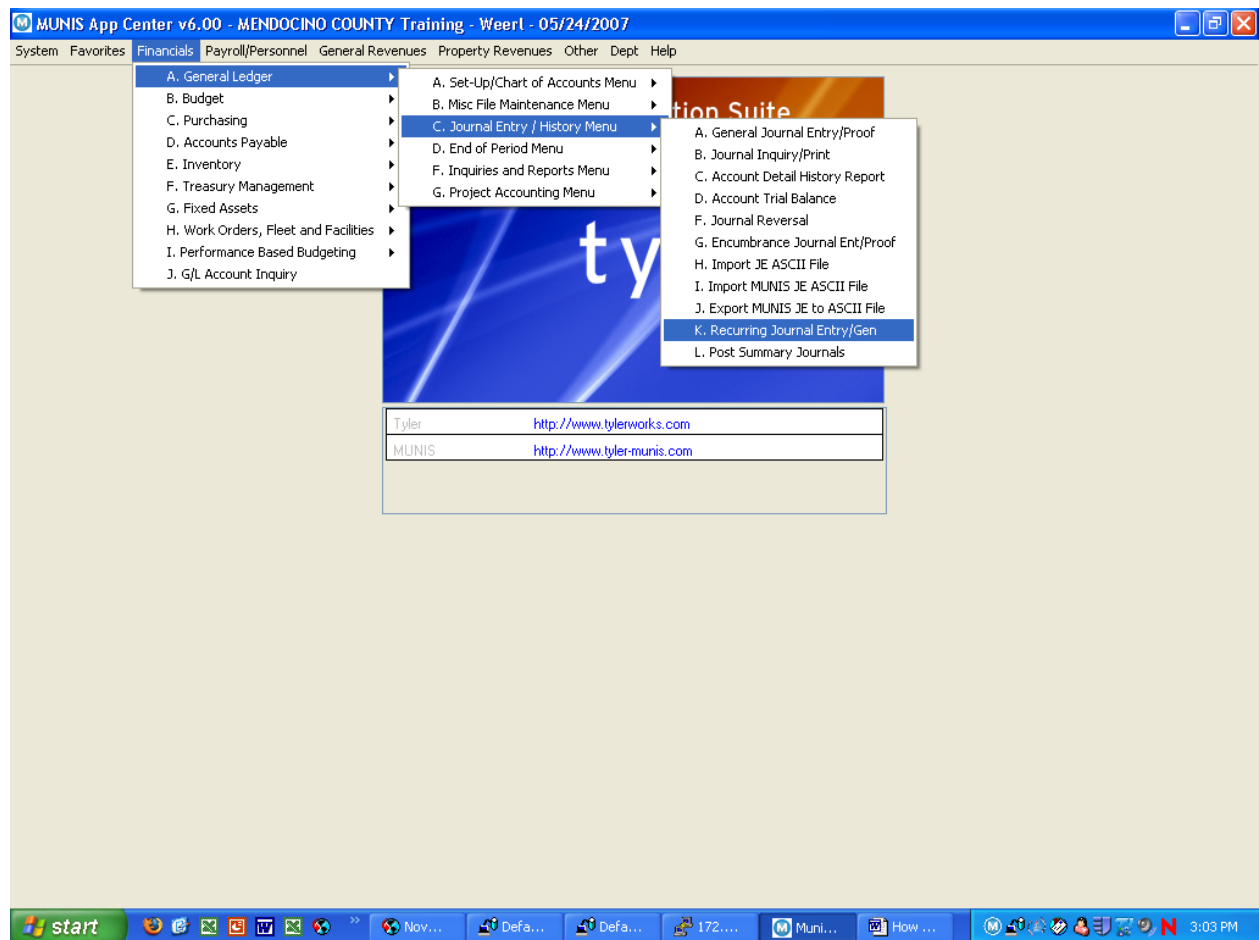 MUNIS App Center v6.00 - MENDOCINO COUNTY Training - Weerl - 05/24/2007
System Favorites Financials Payroll/Personnel General Revenues Property Revenues Other Dept Help
A. General Ledger
B. Budget
C. Purchasing
D. Accounts Payable
E. Inventory
F. Treasury Management
G. Fixed Assets
H. Work Orders, Fleet and Facilities
I. Performance Based Budgeting
J. G/L Account Inquiry
A. Set-Up/Chart of Accounts Menu
B. Misc File Maintenance Menu
C. Journal Entry / History Menu
D. End of Period Menu
F. Inquiries and Reports Menu
G. Project Accounting Menu
tion Suite
A. General Journal Entry/Proof
B. Journal Inquiry/Print
C. Account Detail History Report
D. Account Trial Balance
F. Journal Reversal
G. Encumbrance Journal Ent/Proof
H. Import JE ASCII File
I. Import MUNIS JE ASCII File
J. Export MUNIS JE to ASCII File
K. Recurring Journal Entry/Gen
L. Post Summary Journals
ty
Tyler http://www.tylerworks.com
MUNIS http://www.tyler-munis.com
start Nov... Defa... Defa... 172.... Muni... How ... 3:03 PM